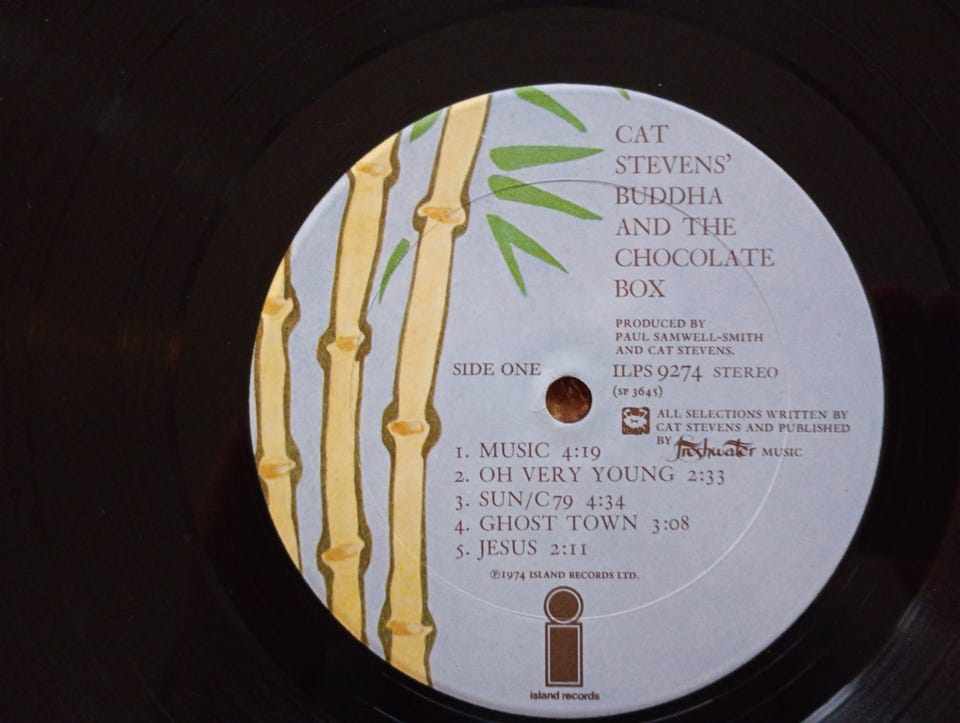 CAT
STEVENS'
BUDDHA
AND THE
CHOCOLATE
BOX
PRODUCED BY
PAUL SAMWELL-SMITH
AND CAT STEVENS.
SIDE ONE
ILPS 9274 STEREO
(SP 3645)
ALL SELECTIONS WRITTEN BY
CAT STEVENS AND PUBLISHED
BY Freshwater MUSIC
1. MUSIC 4:19
2. OH VERY YOUNG 2:33
3. SUN/C79 4:34
4. GHOST TOWN 3:08
5. JESUS 2:11
℗1974 ISLAND RECORDS LTD.
i
island records